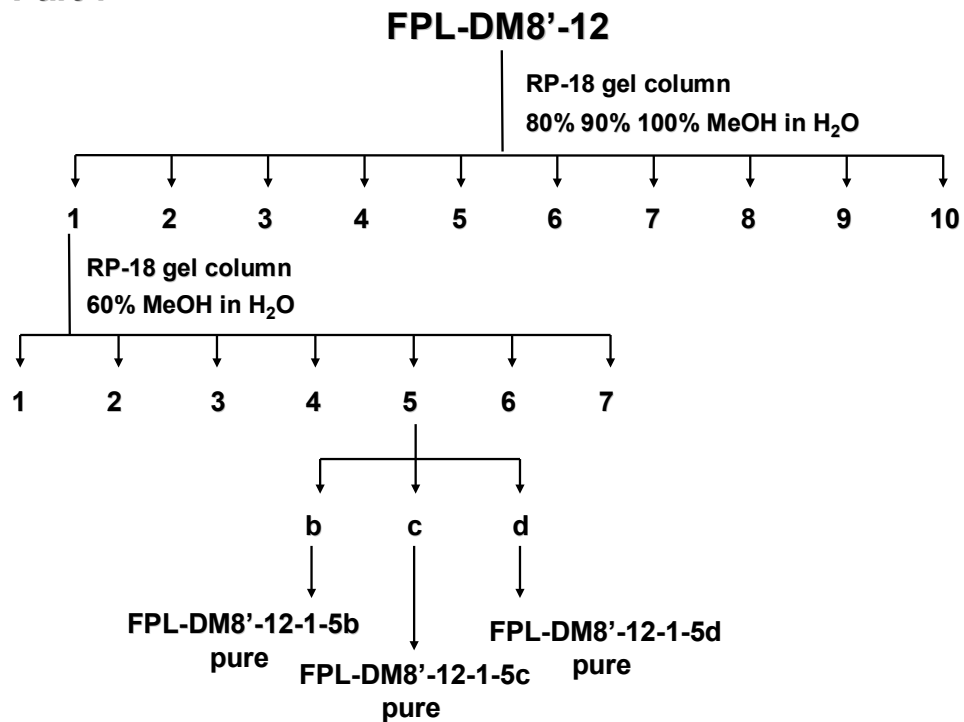 FPL-DM8’-12
RP-18 gel column
80% 90% 100% MeOH in H₂O
1 2 3 4 5 6 7 8 9 10
RP-18 gel column
60% MeOH in H₂O
1 2 3 4 5 6 7
b c d
FPL-DM8’-12-1-5b
pure
FPL-DM8’-12-1-5c
pure
FPL-DM8’-12-1-5d
pure